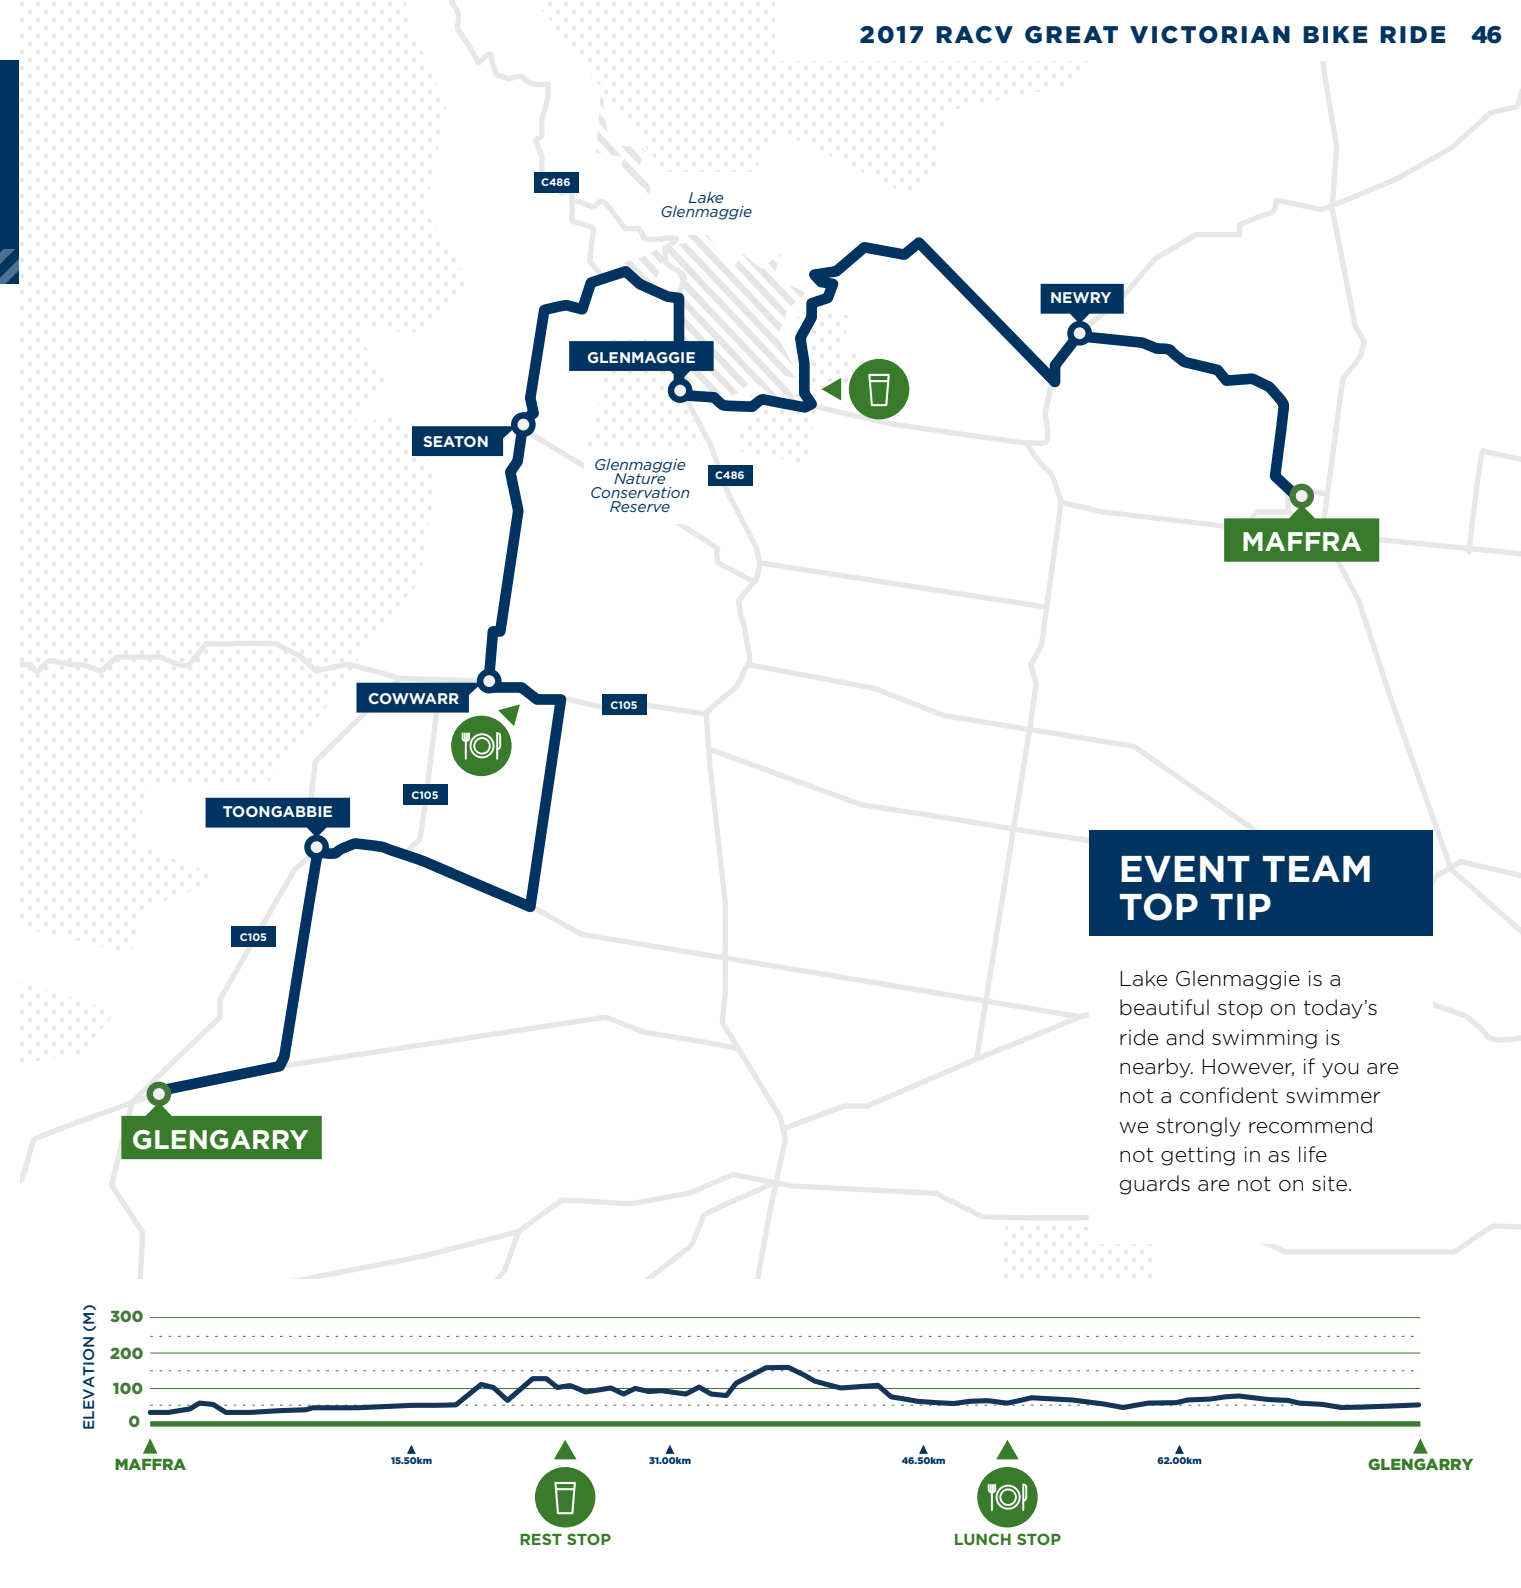 2017 RACV GREAT VICTORIAN BIKE RIDE 46
C486
Lake
Glenmaggie
NEWRY
GLENMAGGIE
SEATON
Glenmaggie
Nature
Conservation
Reserve
C486
MAFFRA
COWWARR
C105
C105
TOONGABBIE
C105
GLENGARRY
EVENT TEAM
TOP TIP
Lake Glenmaggie is a
beautiful stop on today’s
ride and swimming is
nearby. However, if you are
not a confident swimmer
we strongly recommend
not getting in as life
guards are not on site.
ELEVATION (M)
300
200
100
0
MAFFRA
15.50km
31.00km
46.50km
62.00km
GLENGARRY
REST STOP
LUNCH STOP